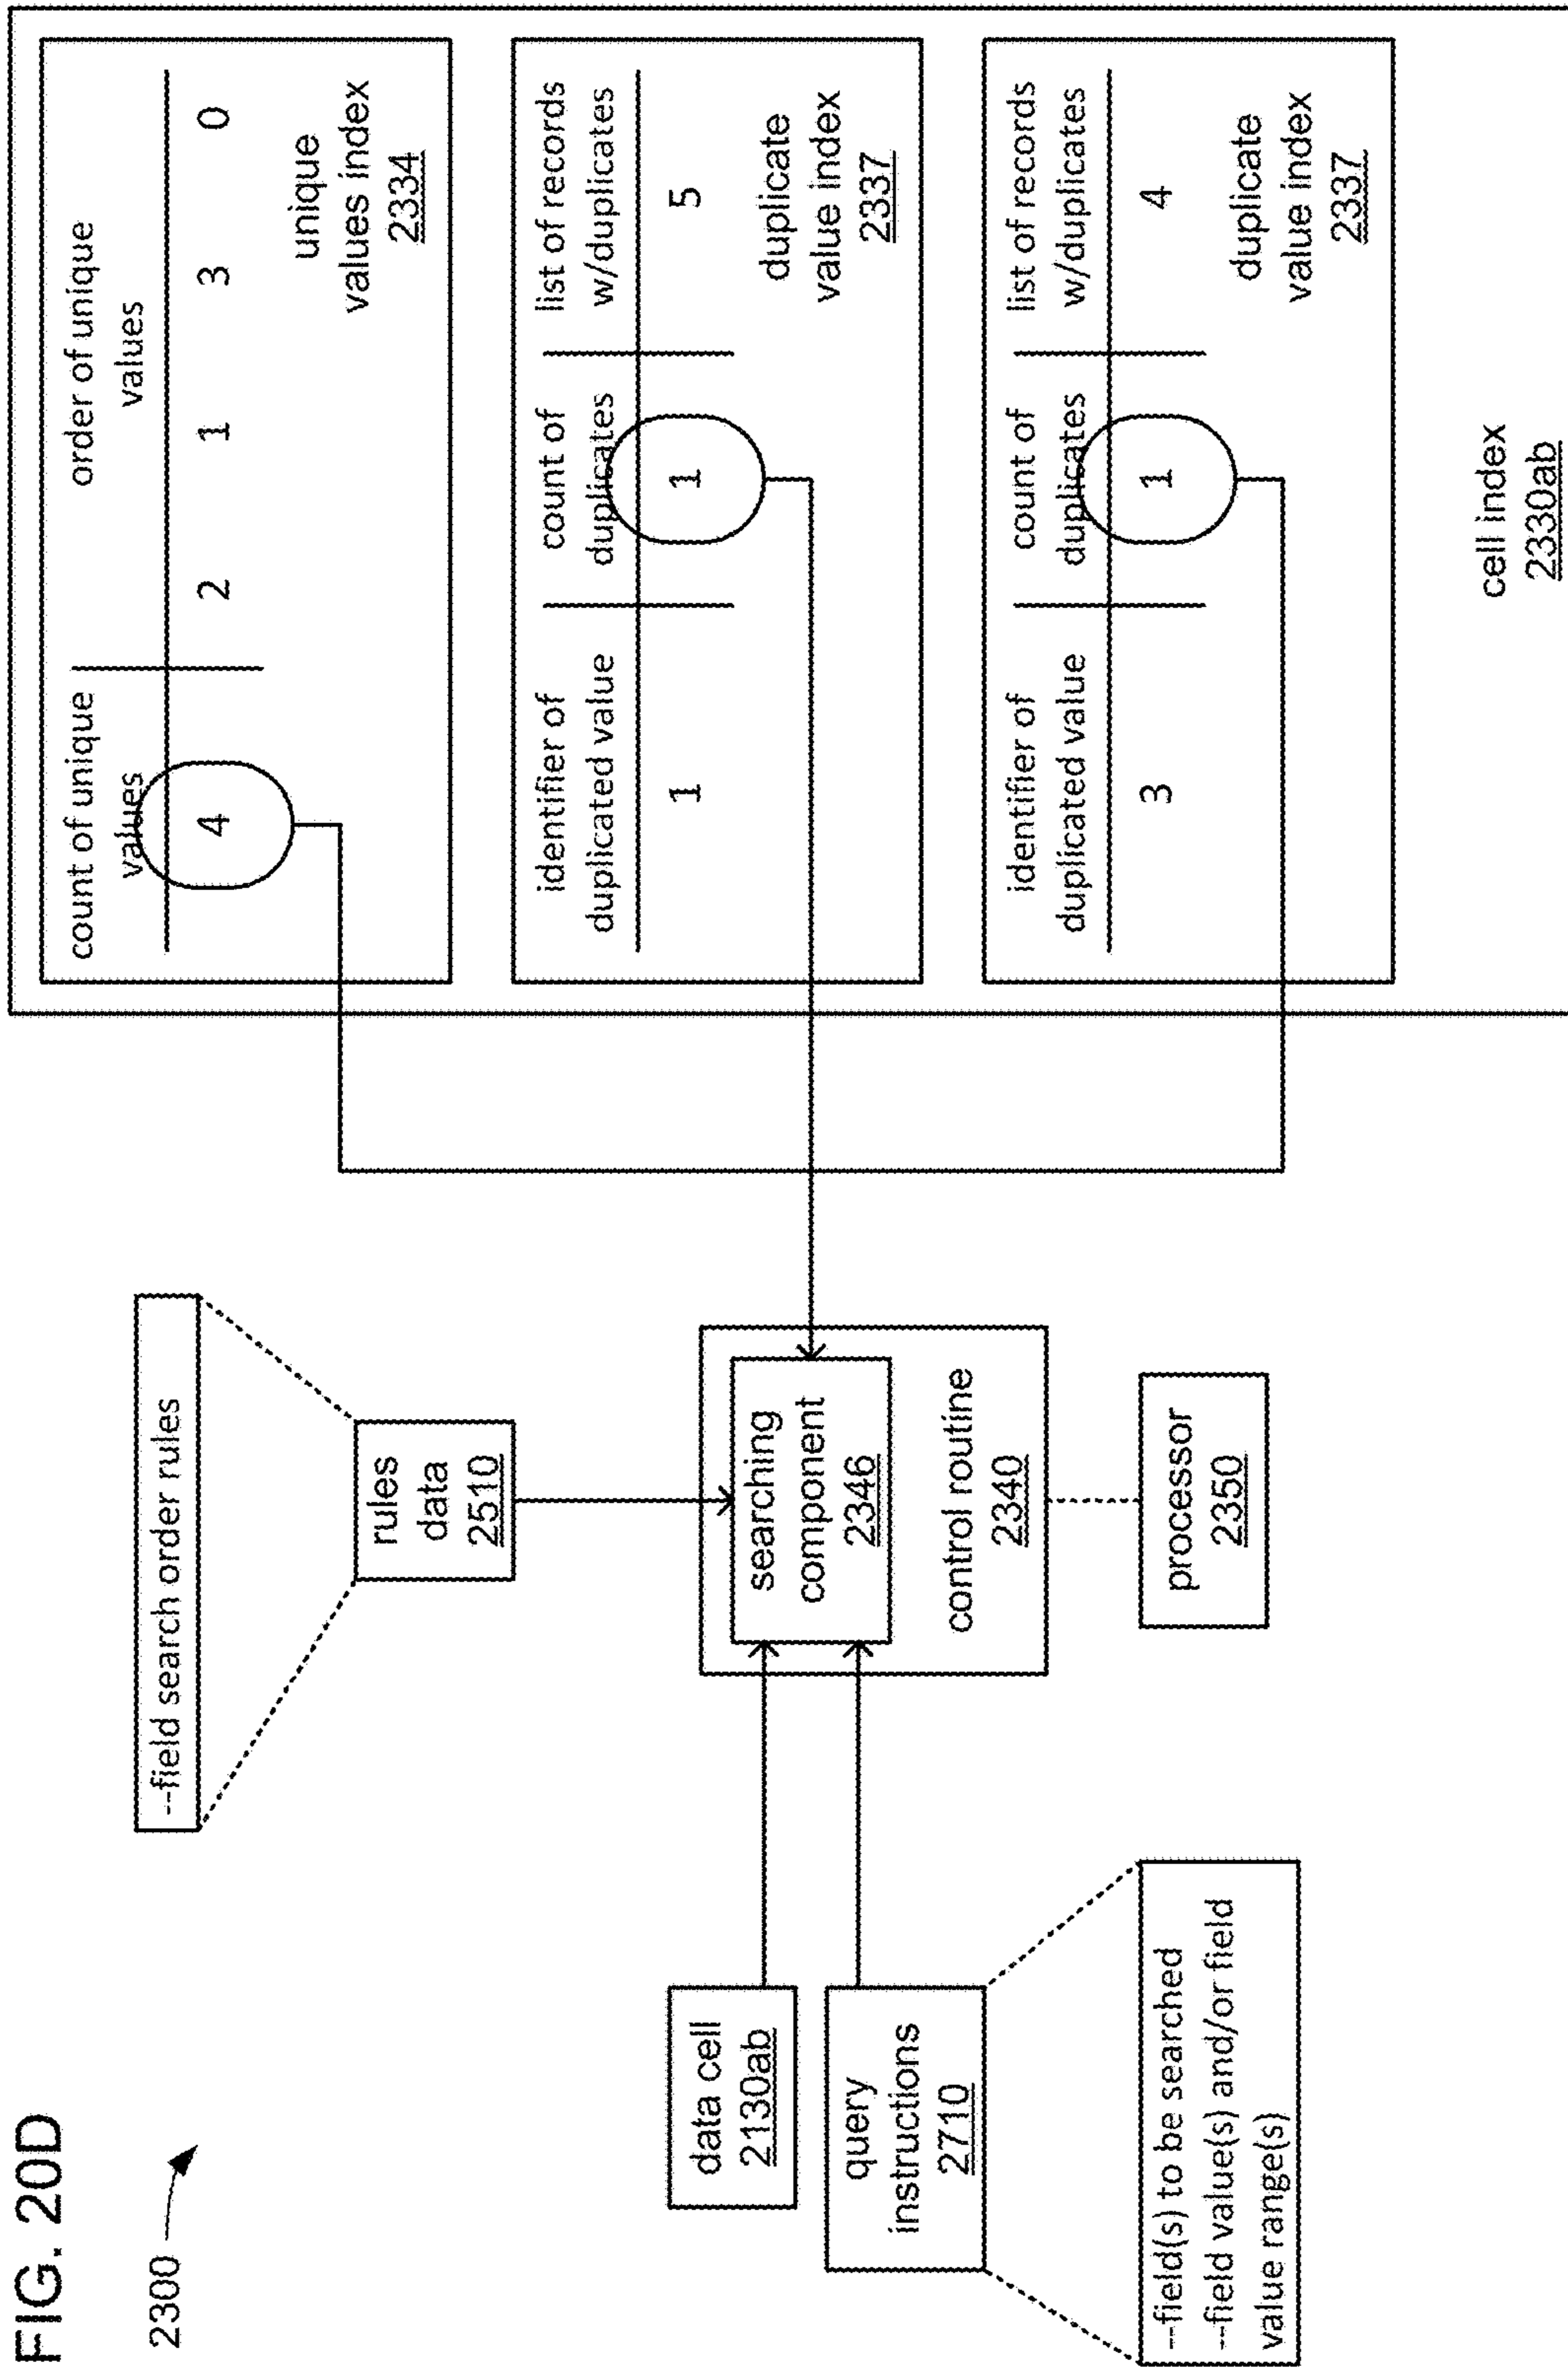 FIG. 20D
2300
--field search order rules
rules
data
2510
data cell
2130ab
query
instructions
2710
--field(s) to be searched
--field value(s) and/or field
value range(s)
searching
component
2346
control routine
2340
processor
2350
count of unique
values
order of unique
values
4
2 1 3 0
unique
values index
2334
identifier of
duplicated value
count of
duplicates
list of records
w/duplicates
1 1 5
duplicate
value index
2337
identifier of
duplicated value
count of
duplicates
list of records
w/duplicates
3 1 4
duplicate
value index
2337
cell index
2330ab